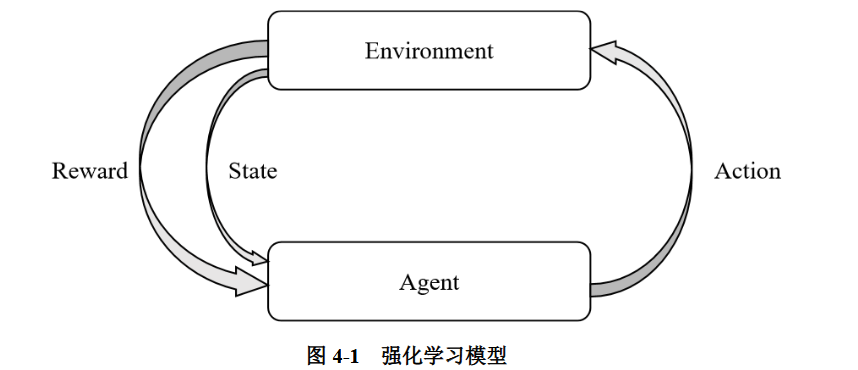 Environment
Reward
State
Action
Agent
图 4-1 强化学习模型